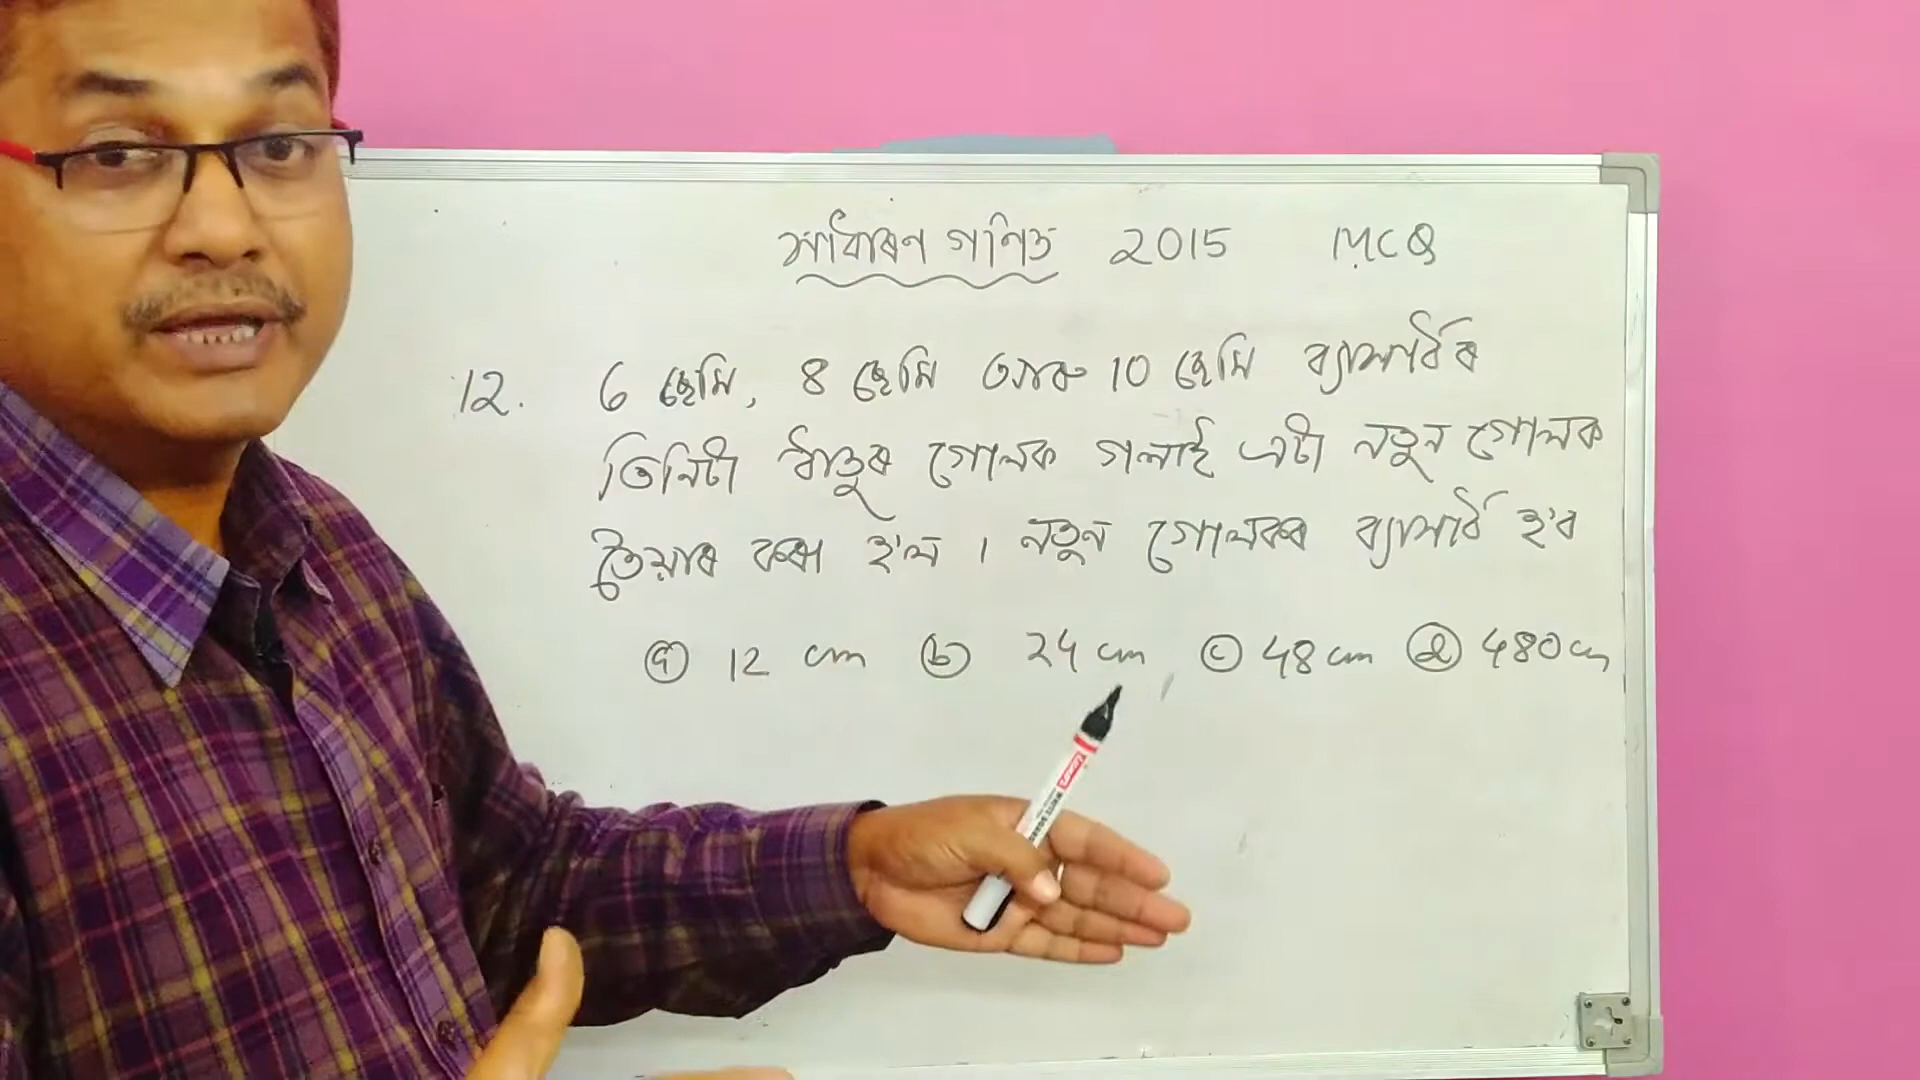 সাধাৰণ গণিত 2015 MCQ
12. 6 ছেমি, 8 ছেমি আৰু 10 ছেমি ব্যাসাৰ্ধৰ
তিনিটা ধাতুৰ গোলক গলাই এটা নতুন গোলক
তৈয়াৰ কৰা হ'ল । নতুন গোলকৰ ব্যাসাৰ্ধ হ'ব
ⓐ 12 cm ⓑ 24 cm ⓒ 48 cm ⓓ 480 cm